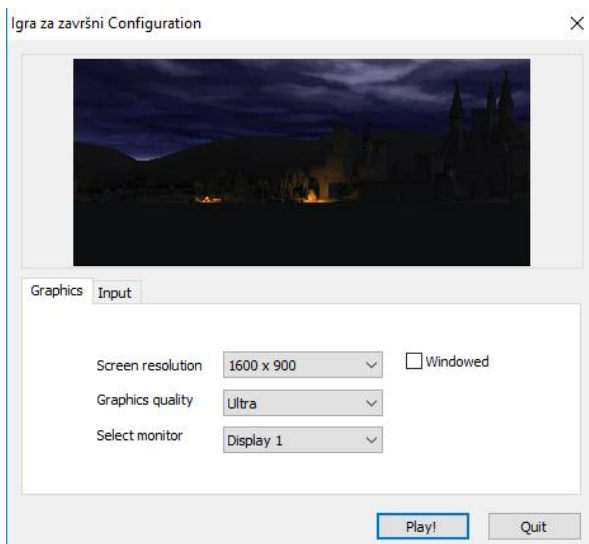 Igra za završni Configuration
Graphics Input
Screen resolution 1600 x 900 Windowed
Graphics quality Ultra
Select monitor Display 1
Play! Quit